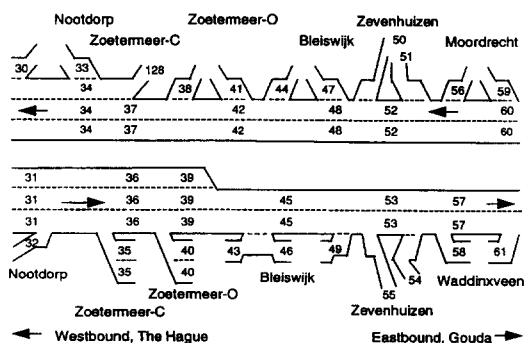 Nootdorp Zoetermeer-O Zevenhuizen
Zoetermeer-C Bleiswijk 50 Moordrecht
30 33 128 51
34 38 41 44 47 56 59
34 37 42 48 52 60
34 37 42 48 52 60
31 36 39
31 36 39 45 53 57
31 36 39 45 53 57
32 35 40 43 46 49 58 61
35 40 54
Nootdorp Bleiswijk Waddinxveen
Zoetermeer-O 55
Zoetermeer-C Zevenhuizen
Westbound, The Hague Eastbound, Gouda